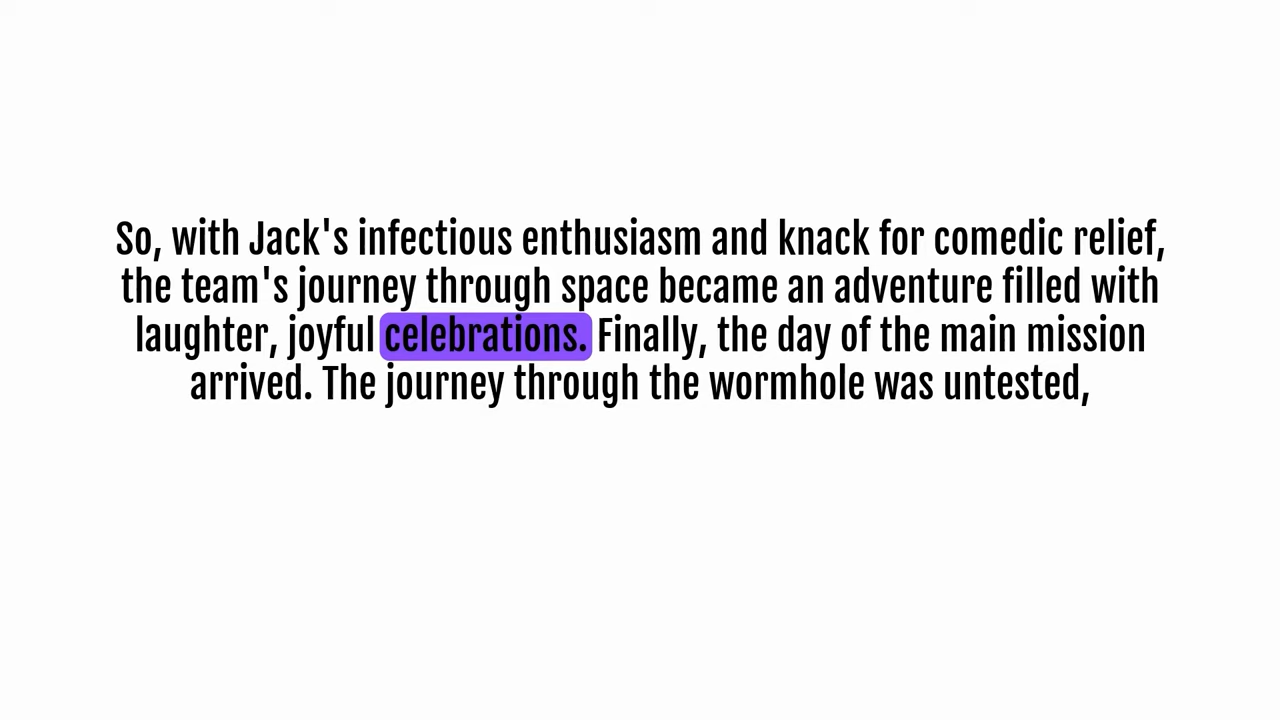 So, with Jack's infectious enthusiasm and knack for comedic relief,
the team's journey through space became an adventure filled with
laughter, joyful celebrations. Finally, the day of the main mission
arrived. The journey through the wormhole was untested,